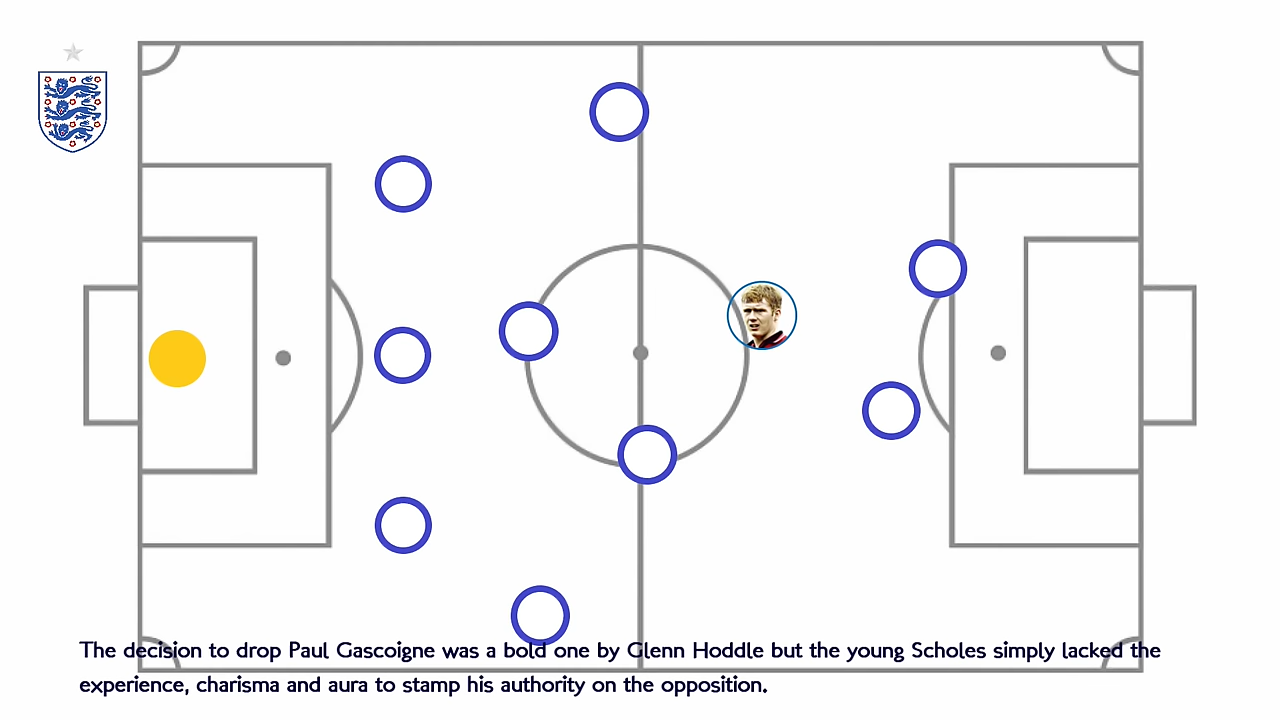 The decision to drop Paul Gascoigne was a bold one by Glenn Hoddle but the young Scholes simply lacked the
experience, charisma and aura to stamp his authority on the opposition.